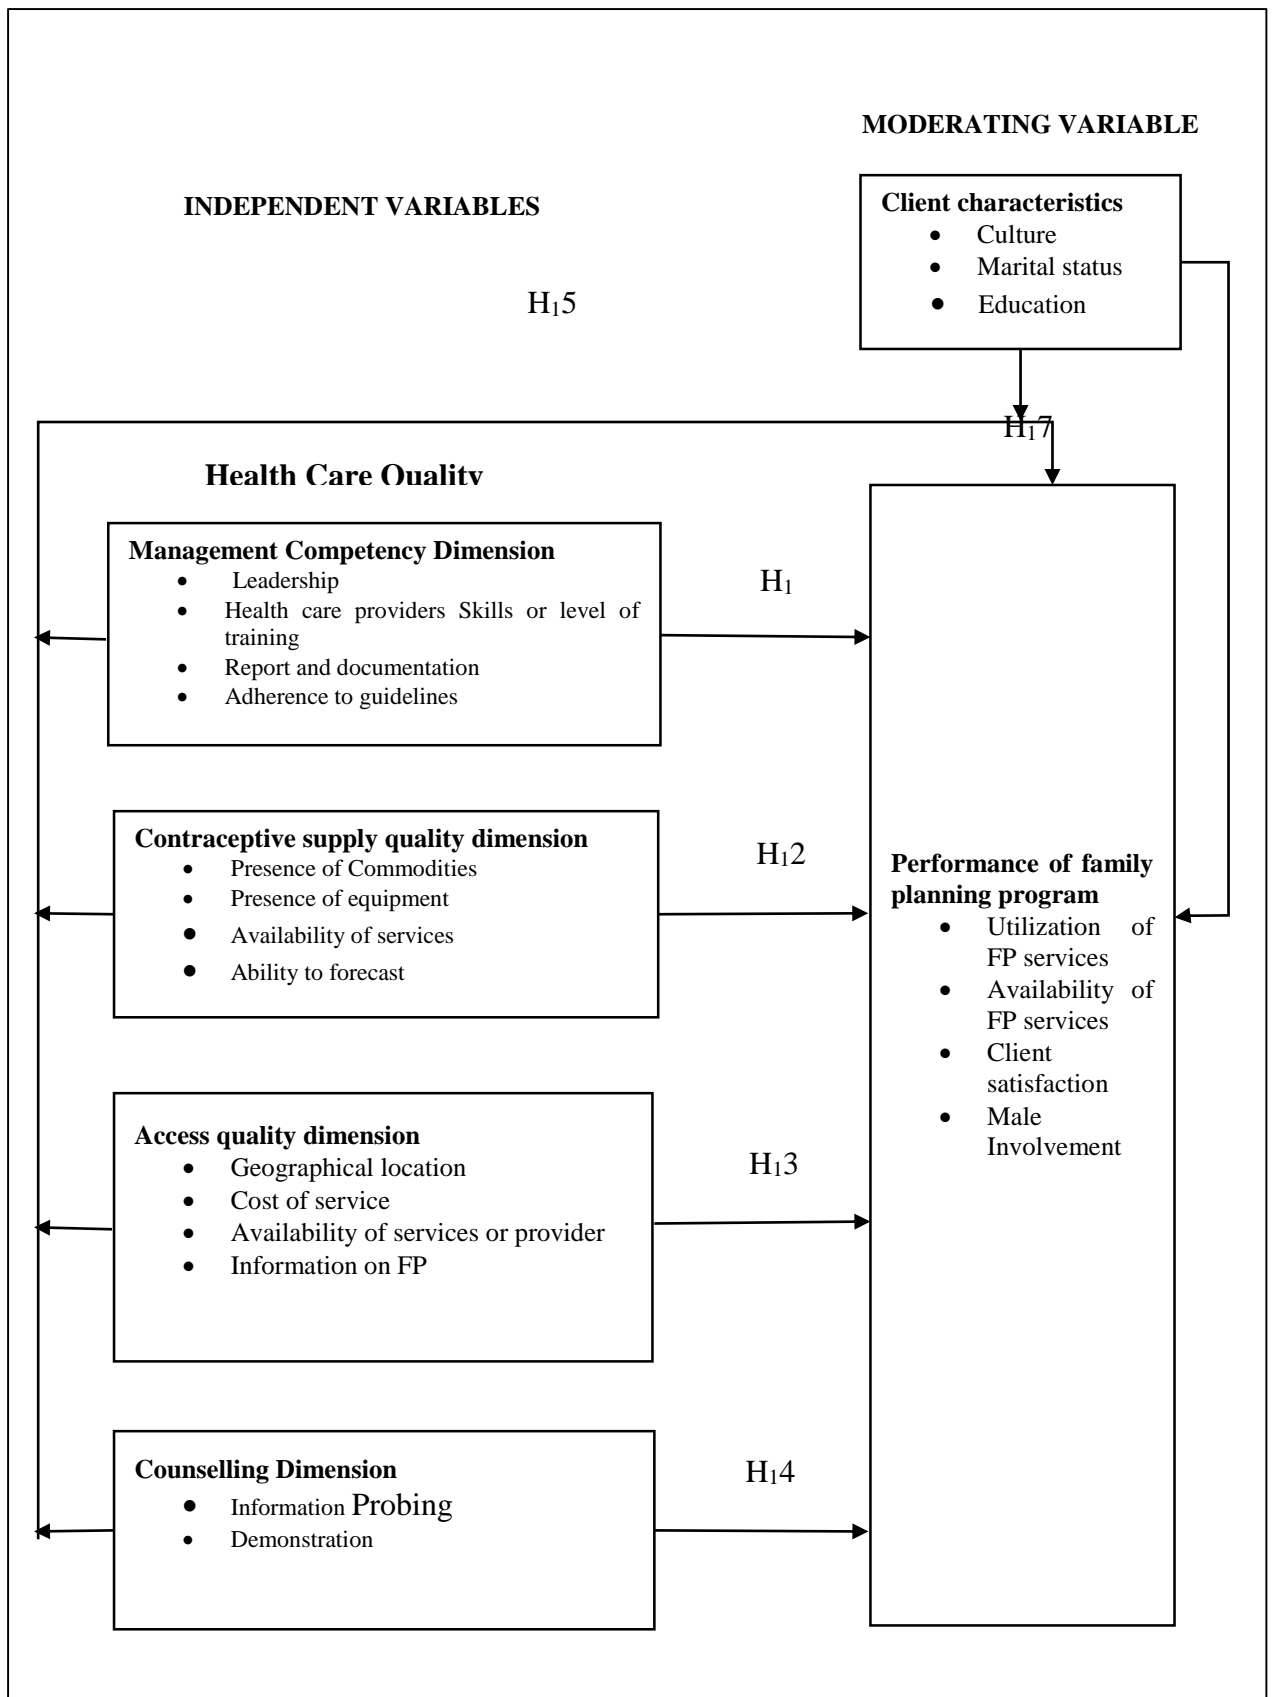 MODERATING VARIABLE
INDEPENDENT VARIABLES
Client characteristics
• Culture
• Marital status
• Education
H₁5
H₁7
Health Care Quality
Management Competency Dimension
• Leadership
• Health care providers Skills or level of
training
• Report and documentation
• Adherence to guidelines
H₁
Contraceptive supply quality dimension
• Presence of Commodities
• Presence of equipment
• Availability of services
• Ability to forecast
H₁2
Access quality dimension
• Geographical location
• Cost of service
• Availability of services or provider
• Information on FP
H₁3
Counselling Dimension
• Information Probing
• Demonstration
H₁4
Performance of family
planning program
• Utilization of
FP services
• Availability of
FP services
• Client
satisfaction
• Male
Involvement